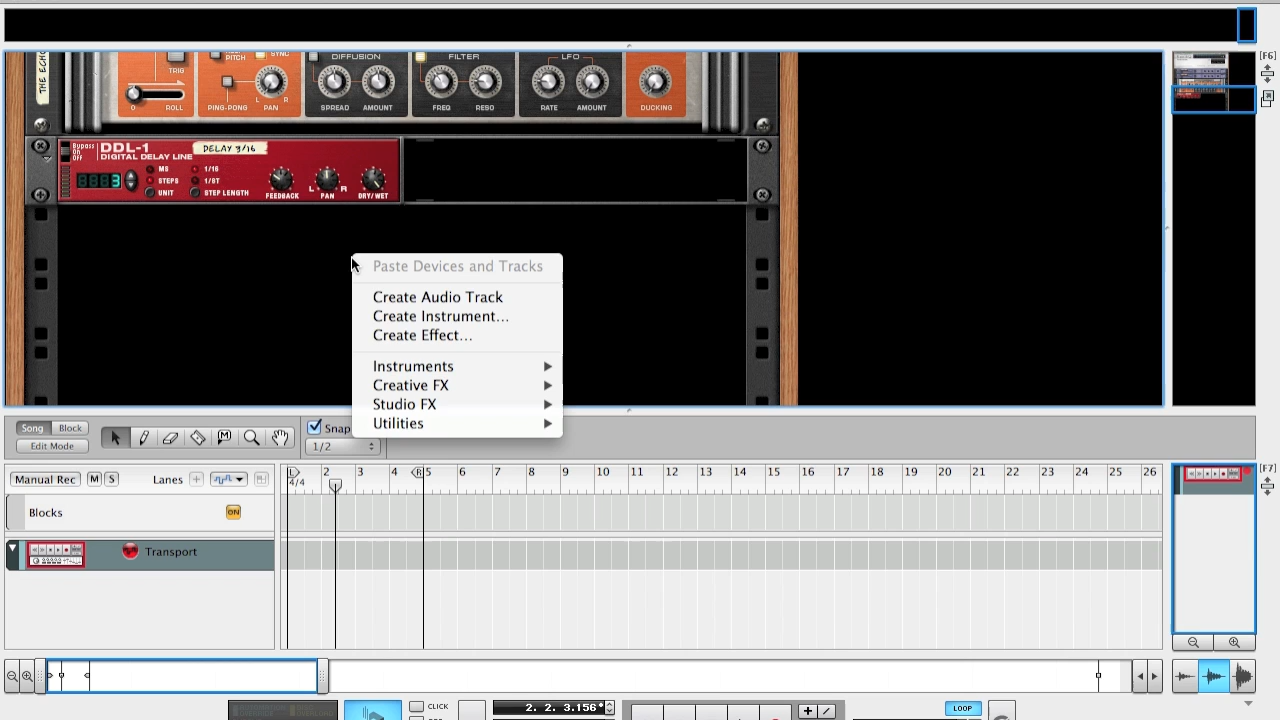 [F6]
THE ECH
TRIG
PITCH
SYNC
DIFFUSION
FILTER
LFO
0 ROLL
PING-PONG
L R
PAN
SPREAD
AMOUNT
FREQ
RESO
RATE
AMOUNT
DUCKING
Bypass
On
Off
DDL-1
DIGITAL DELAY LINE
DELAY 3/16
MS
STEPS
UNIT
1/16
1/8T
STEP LENGTH
3
FEEDBACK
L R
PAN
DRY/WET
Paste Devices and Tracks
Create Audio Track
Create Instrument...
Create Effect...
Instruments
Creative FX
Studio FX
Utilities
Song Block
Edit Mode
M
Snap
1/2
Manual Rec M S Lanes +
L 2 3 4 R 5 6 7 8 9 10 11 12 13 14 15 16 17 18 19 20 21 22 23 24 25 26
4/4
[F7]
Blocks ON
Transport
CLICK
2. 2. 3.156*
LOOP